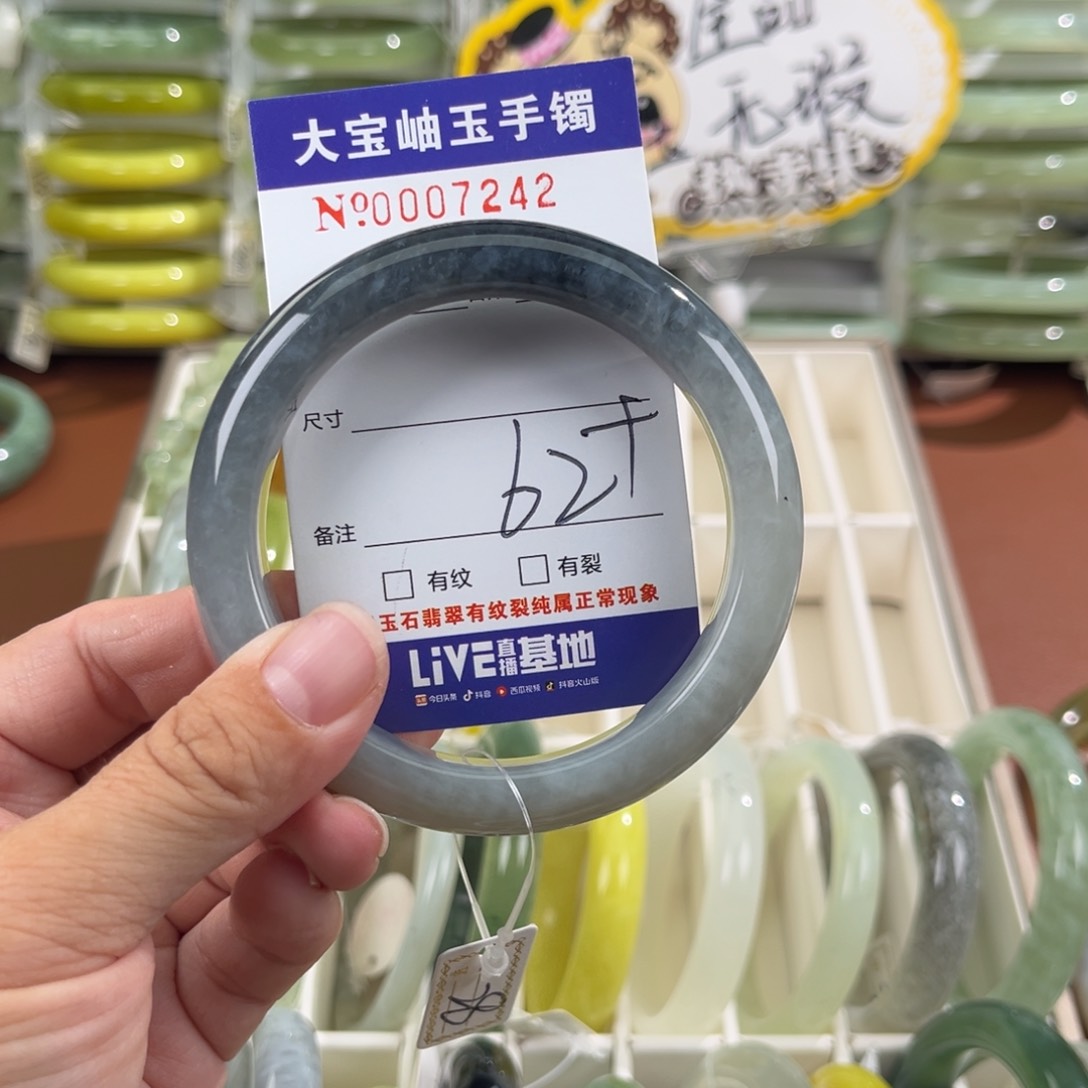 无瑕
大宝岫玉手镯
Nº0007242
尺寸
62+
备注
有纹 有裂
玉石翡翠有纹裂纯属正常现象
LiVE直播基地
今日头条 抖音 西瓜视频 抖音火山版